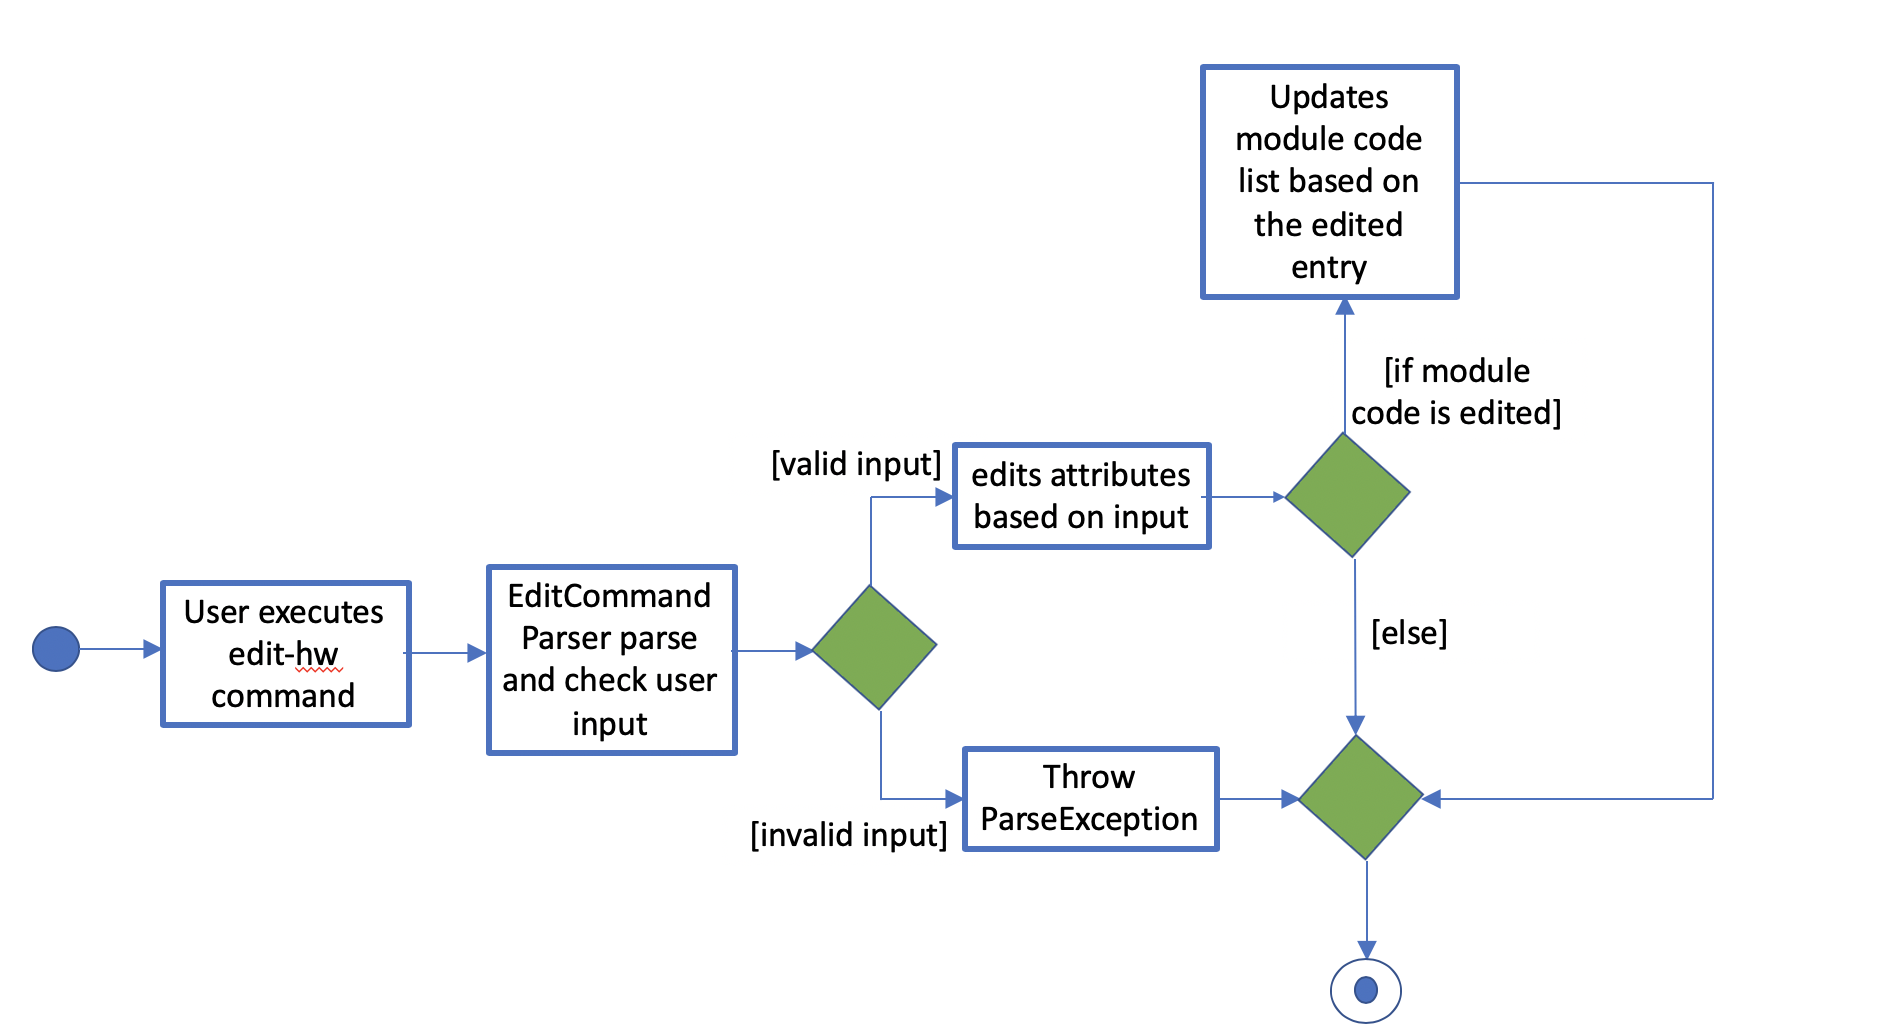 Updates
module code
list based on
the edited
entry
[if module
code is edited]
[valid input]
edits attributes
based on input
User executes
edit-hw
command
EditCommand
Parser parse
and check user
input
[else]
Throw
ParseException
[invalid input]